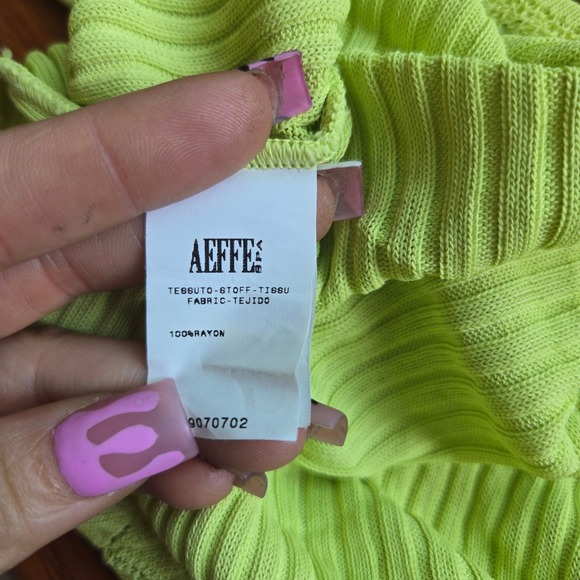 AEFFE SPA
TESSUTO-STOFF-TISSU
FABRIC-TEJIDO
100%RAYON
9070702